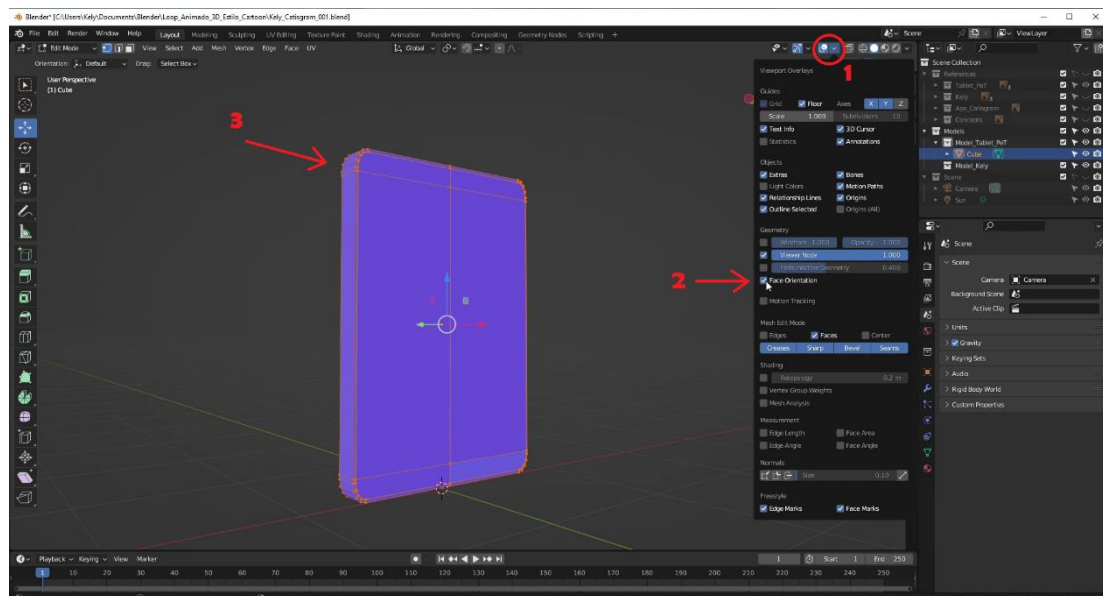 Blender* [C:\Users\Kely\Documents\Blender\Loop_Animado_3D_Estilo_Cartoon\Kely_Catisgram_001.blend]
File Edit Render Window Help Layout Modeling Sculpting UV Editing Texture Paint Shading Animation Rendering Compositing Geometry Nodes Scripting + Scene ViewLayer
Edit Mode View Select Add Mesh Vertex Edge Face UV Global
Orientation: Default Drag: Select Box
User Perspective
(1) Cube
1
2
3
Viewport Overlays
Guides
Grid Floor Axes X Y Z
Scale 1.000 Subdivisions 10
Text Info 3D Cursor
Statistics Annotations
Objects
Extras Bones
Light Colors Motion Paths
Relationship Lines Origins
Outline Selected Origins (All)
Geometry
Wireframe 1.000 Opacity 1.000
Viewer Node 1.000
Fade Inactive Geometry 0.400
Face Orientation
Motion Tracking
Mesh Edit Mode
Edges Faces Center
Creases Sharp Bevel Seams
Shading
Retopology 0.2 m
Vertex Group Weights
Mesh Analysis
Measurement
Edge Length Face Area
Edge Angle Face Angle
Normals
Size 0.10
Freestyle
Edge Marks Face Marks
Scene Collection
References
Tablet_PoT
Kely
App_Catisgram
Concepts
Models
Model_Tablet_PoT
Cube
Model_Kely
Scene
Camera
Sun
Scene
Scene
Camera Camera
Background Scene
Active Clip
Units
Gravity
Keying Sets
Audio
Rigid Body World
Custom Properties
Playback Keying View Marker 1 Start 1 End 250
1 10 20 30 40 50 60 70 80 90 100 110 120 130 140 150 160 170 180 190 200 210 220 230 240 250